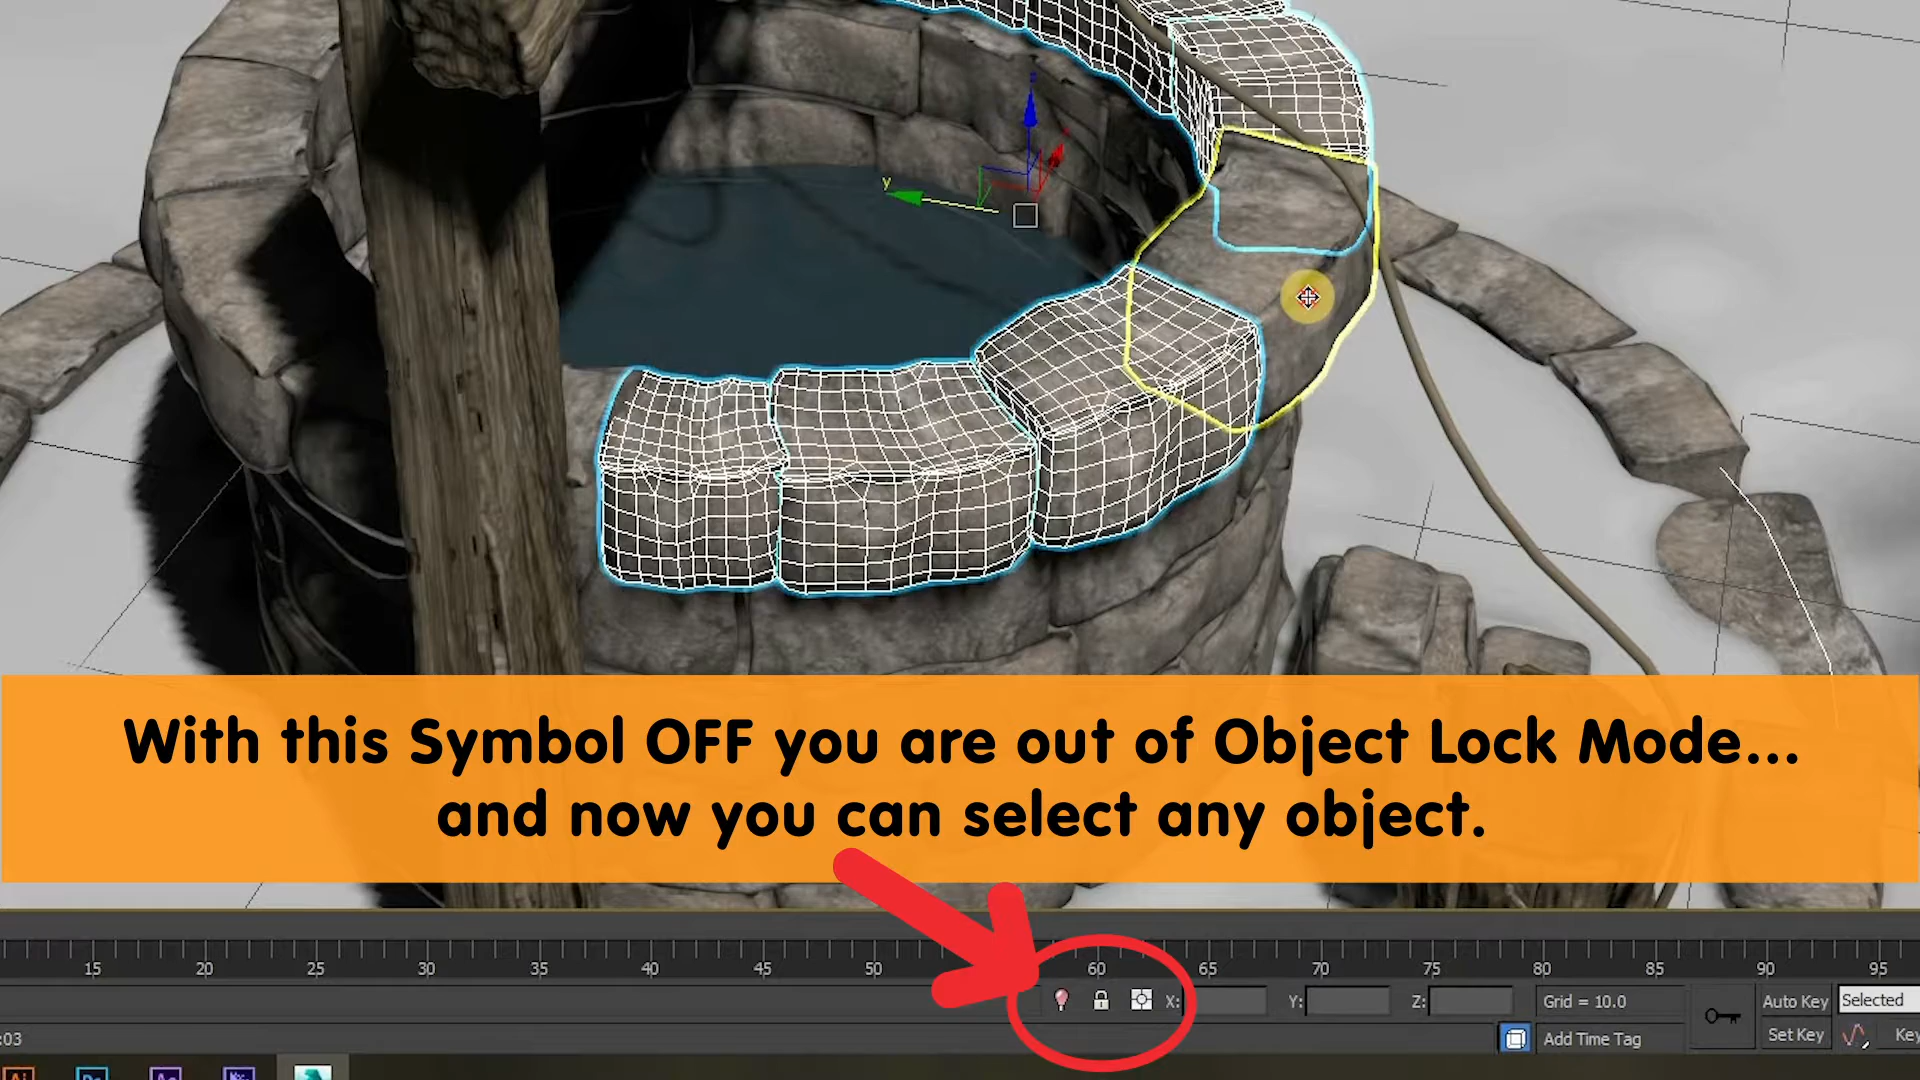 y
With this Symbol OFF you are out of Object Lock Mode...
and now you can select any object.
15 20 25 30 35 40 45 50 60 65 70 75 80 85 90 95
X: Y: Z: Grid = 10.0 Auto Key Selected
:03 Add Time Tag Set Key Key